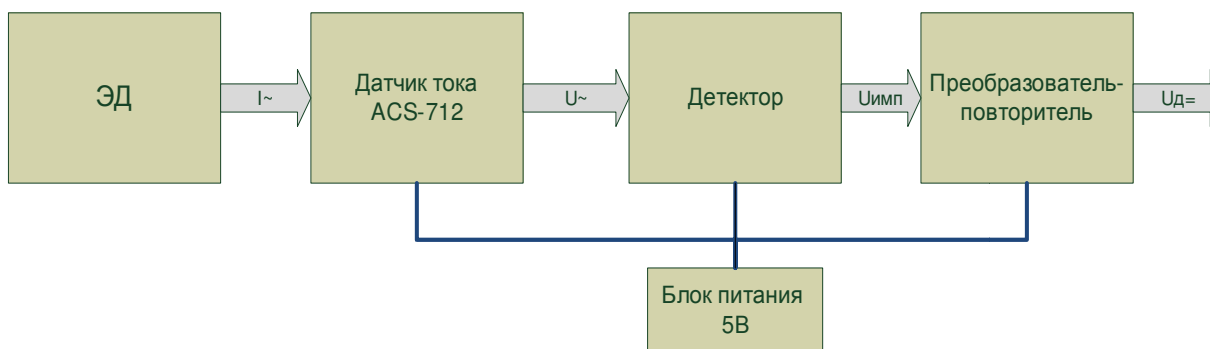 ЭД
I~
Датчик тока
ACS-712
U~
Детектор
Uимп
Преобразователь-
повторитель
Uд=
Блок питания
5В